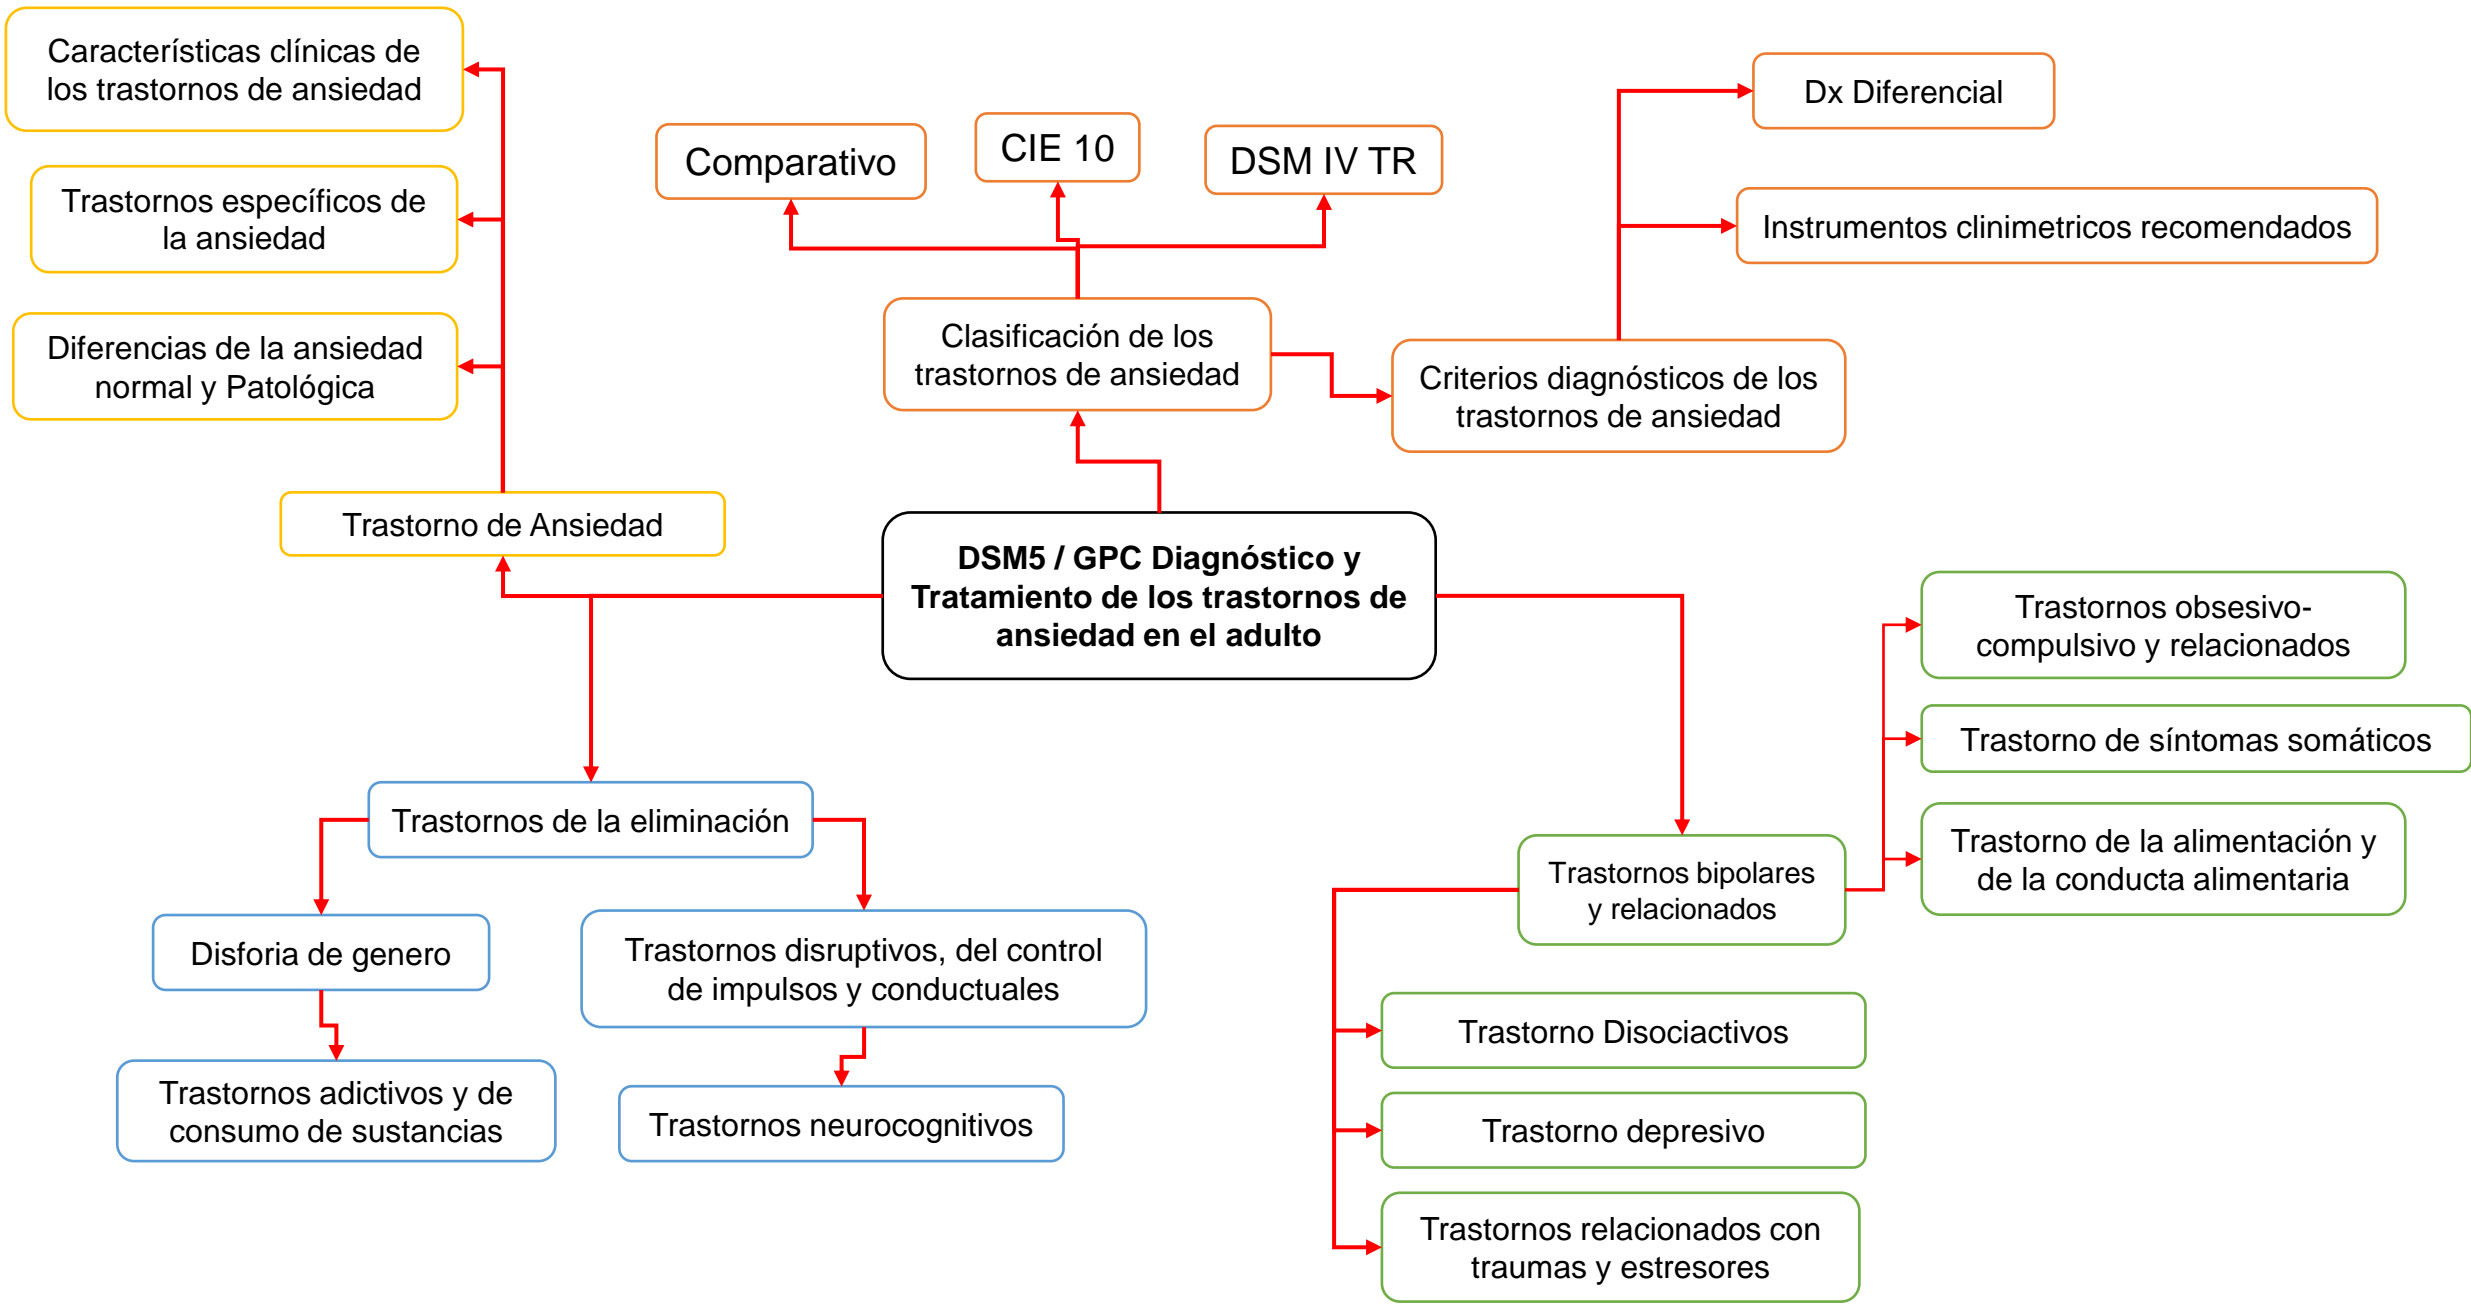 Características clínicas de
los trastornos de ansiedad
Trastornos específicos de
la ansiedad
Diferencias de la ansiedad
normal y Patológica
Trastorno de Ansiedad
Comparativo
CIE 10
DSM IV TR
Clasificación de los
trastornos de ansiedad
Dx Diferencial
Instrumentos clinimetricos recomendados
Criterios diagnósticos de los
trastornos de ansiedad
DSM5 / GPC Diagnóstico y
Tratamiento de los trastornos de
ansiedad en el adulto
Trastornos de la eliminación
Disforia de genero
Trastornos adictivos y de
consumo de sustancias
Trastornos disruptivos, del control
de impulsos y conductuales
Trastornos neurocognitivos
Trastornos bipolares
y relacionados
Trastornos obsesivo-
compulsivo y relacionados
Trastorno de síntomas somáticos
Trastorno de la alimentación y
de la conducta alimentaria
Trastorno Disociactivos
Trastorno depresivo
Trastornos relacionados con
traumas y estresores